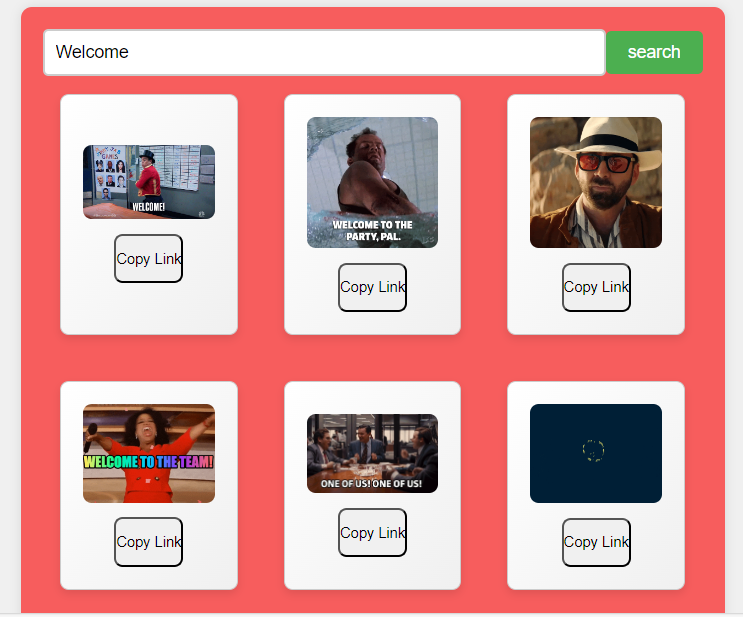 Welcome
search
WELCOME!
WELCOME TO THE
PARTY, PAL.
Copy Link
Copy Link
Copy Link
WELCOME TO THE TEAM!
ONE OF US! ONE OF US!
Copy Link
Copy Link
Copy Link